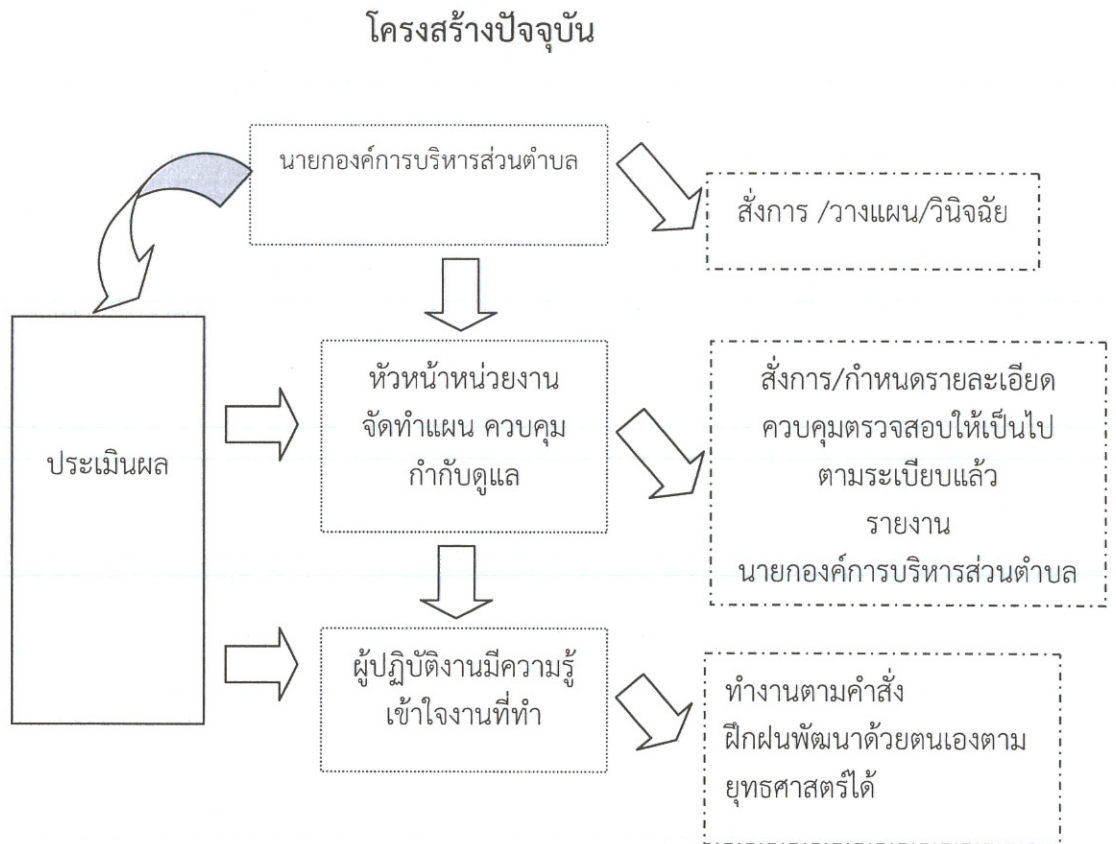 โครงสร้างปัจจุบัน
นายกองค์การบริหารส่วนตำบล
สั่งการ /วางแผน/วินิจฉัย
หัวหน้าหน่วยงาน
จัดทำแผน ควบคุม
กำกับดูแล
สั่งการ/กำหนดรายละเอียด
ควบคุมตรวจสอบให้เป็นไป
ตามระเบียบแล้ว
รายงาน
นายกองค์การบริหารส่วนตำบล
ประเมินผล
ผู้ปฏิบัติงานมีความรู้
เข้าใจงานที่ทำ
ทำงานตามคำสั่ง
ฝึกฝนพัฒนาด้วยตนเองตาม
ยุทธศาสตร์ได้